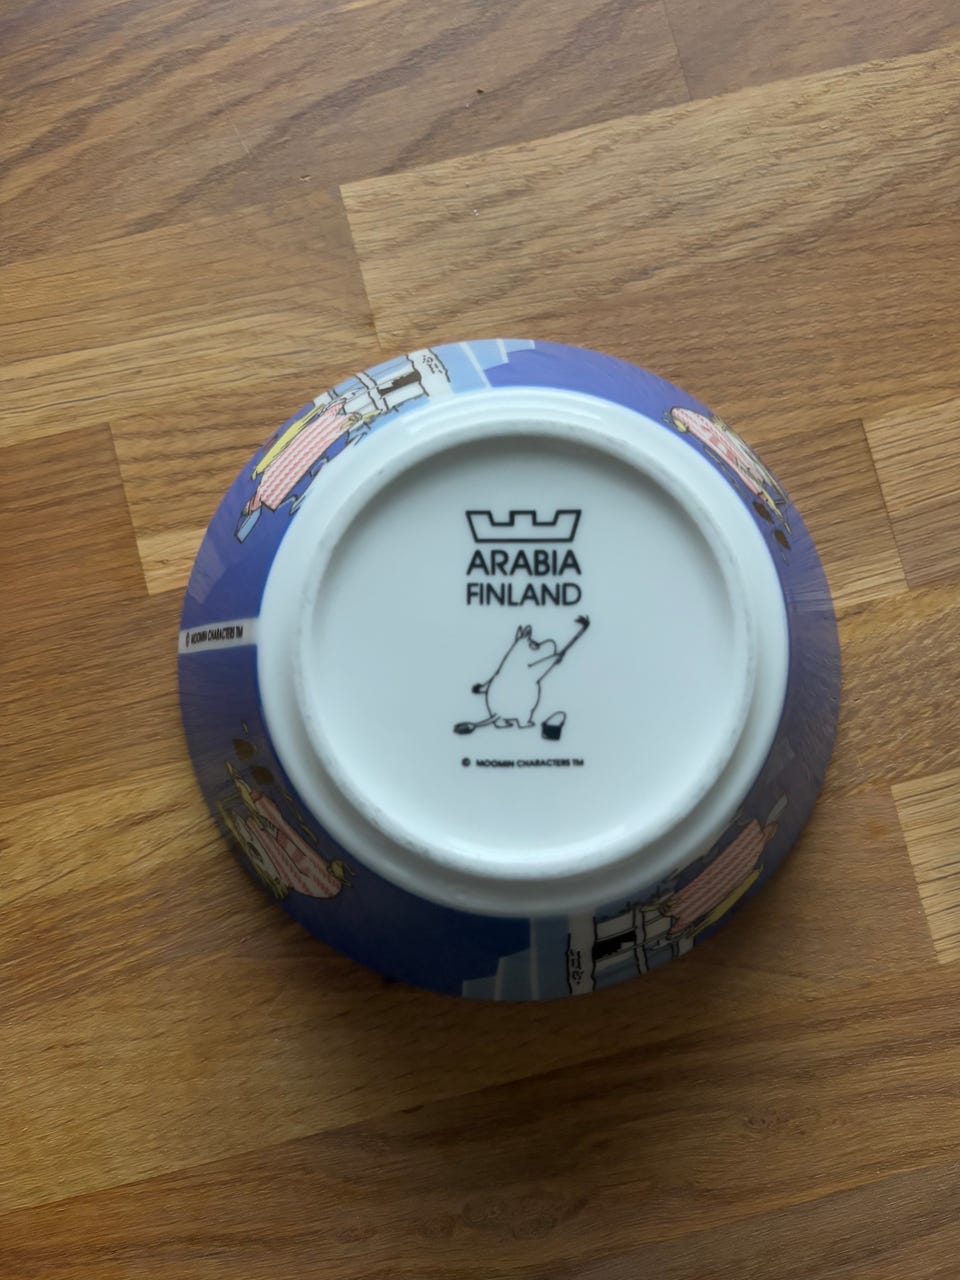 ARABIA
FINLAND
© MOOMIN CHARACTERS TM
© MOOMIN CHARACTERS TM